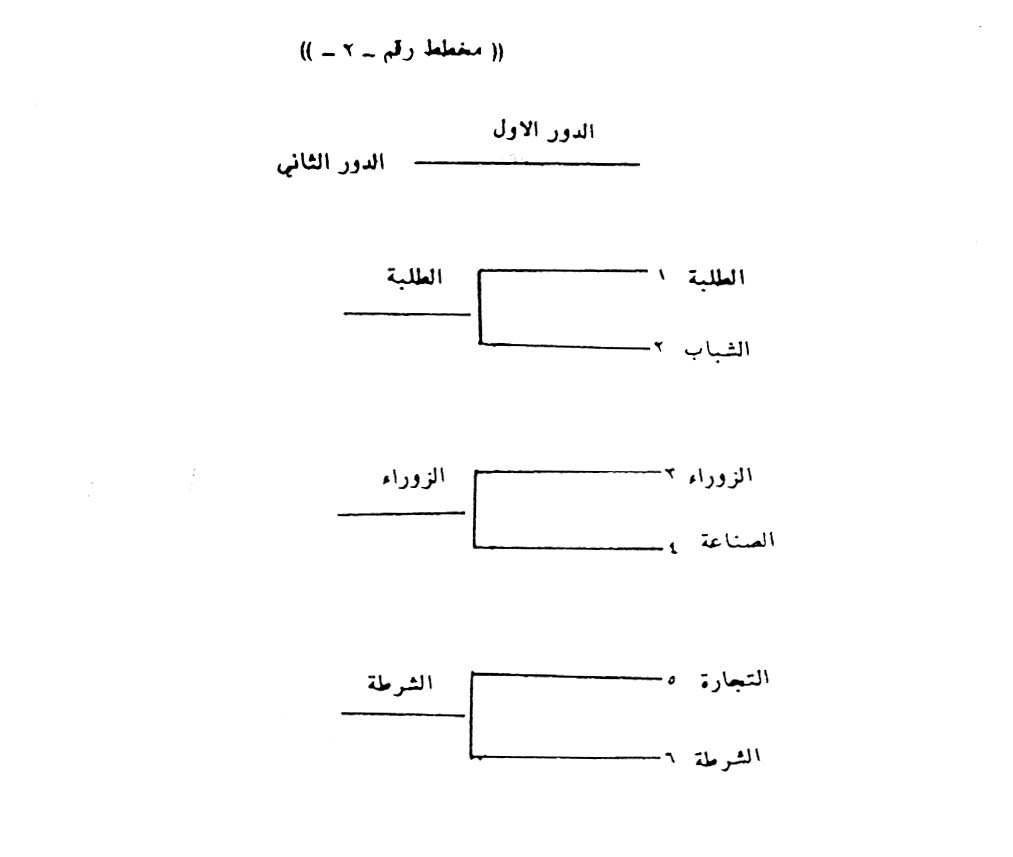 (( مخطط رقم ـ ٢ ـ ))
الدور الاول
الدور الثاني
الطلبة ١
الطلبة
الشباب ٢
الزوراء ٣
الزوراء
الصناعة ٤
التجارة ٥
الشرطة
الشرطة ٦